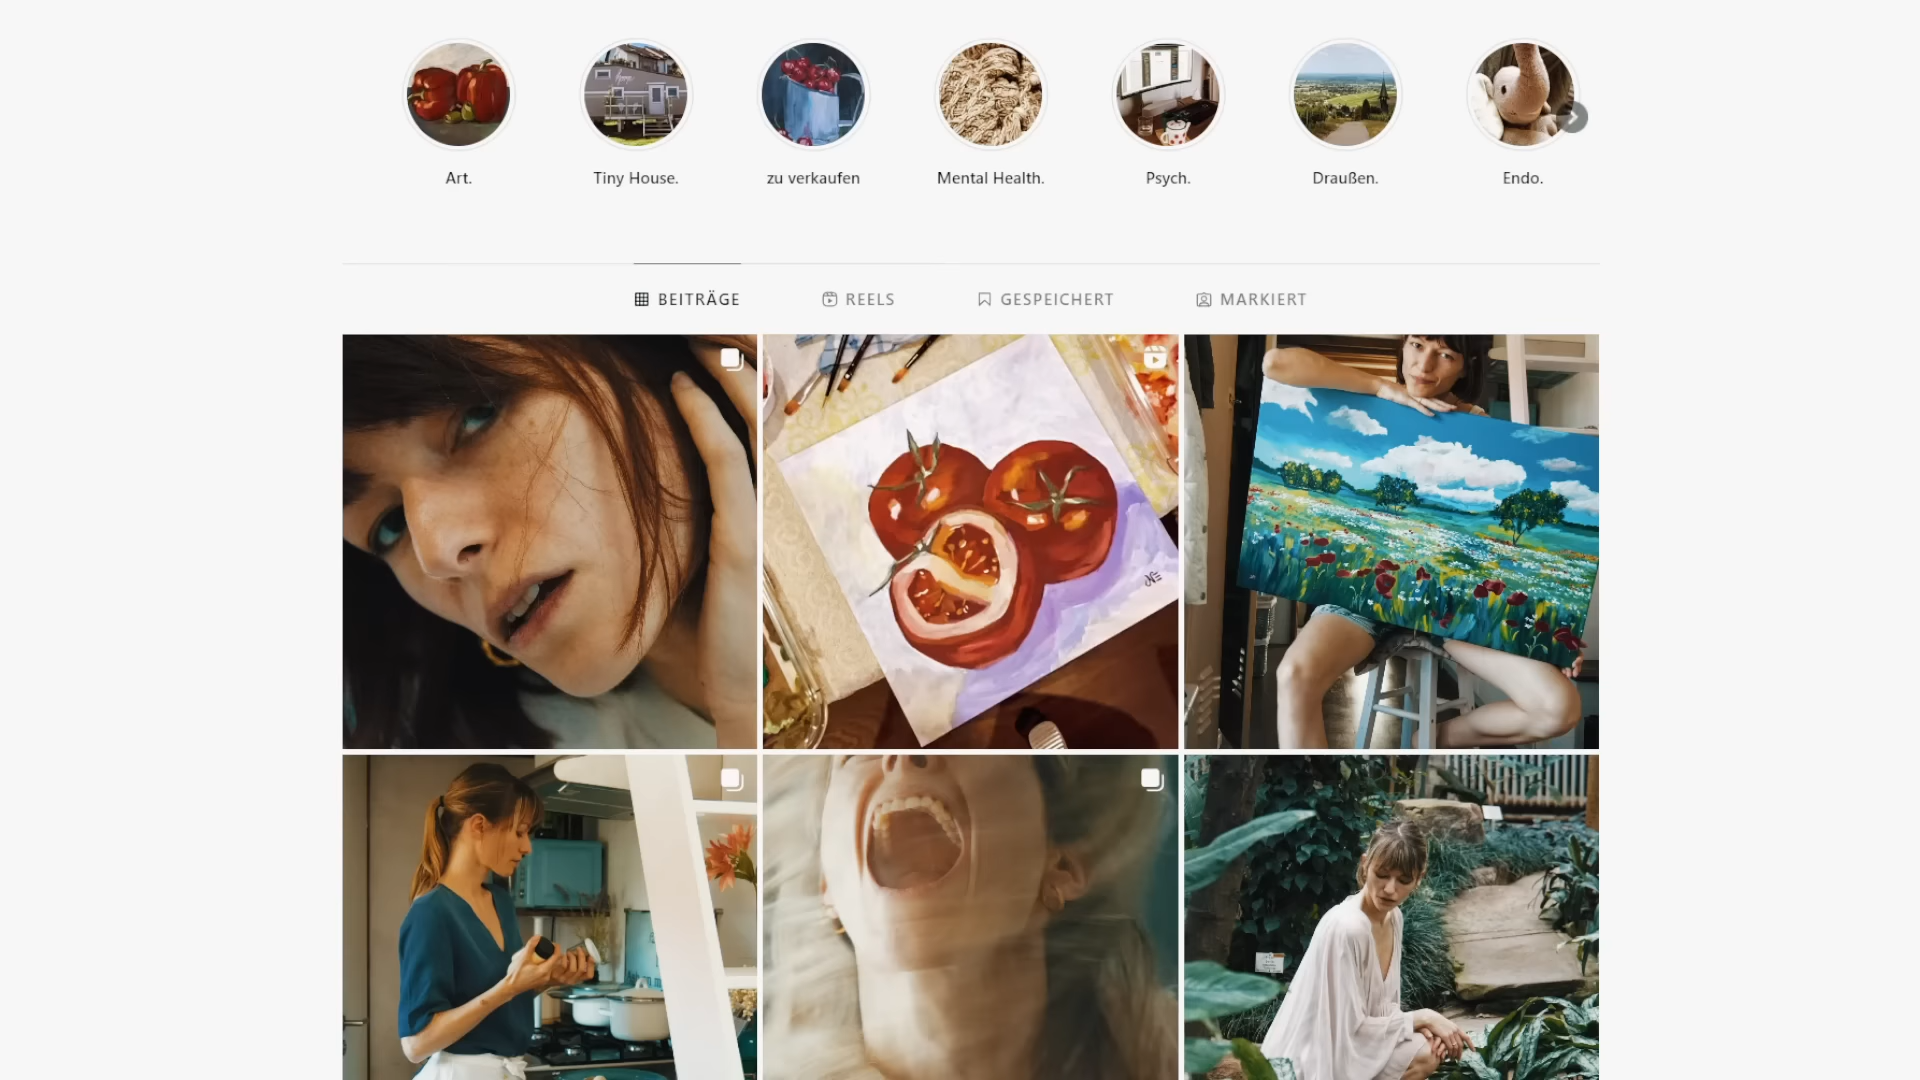 Art.
Tiny House.
zu verkaufen
Mental Health.
Psych.
Draußen.
Endo.
BEITRÄGE
REELS
GESPEICHERT
MARKIERT